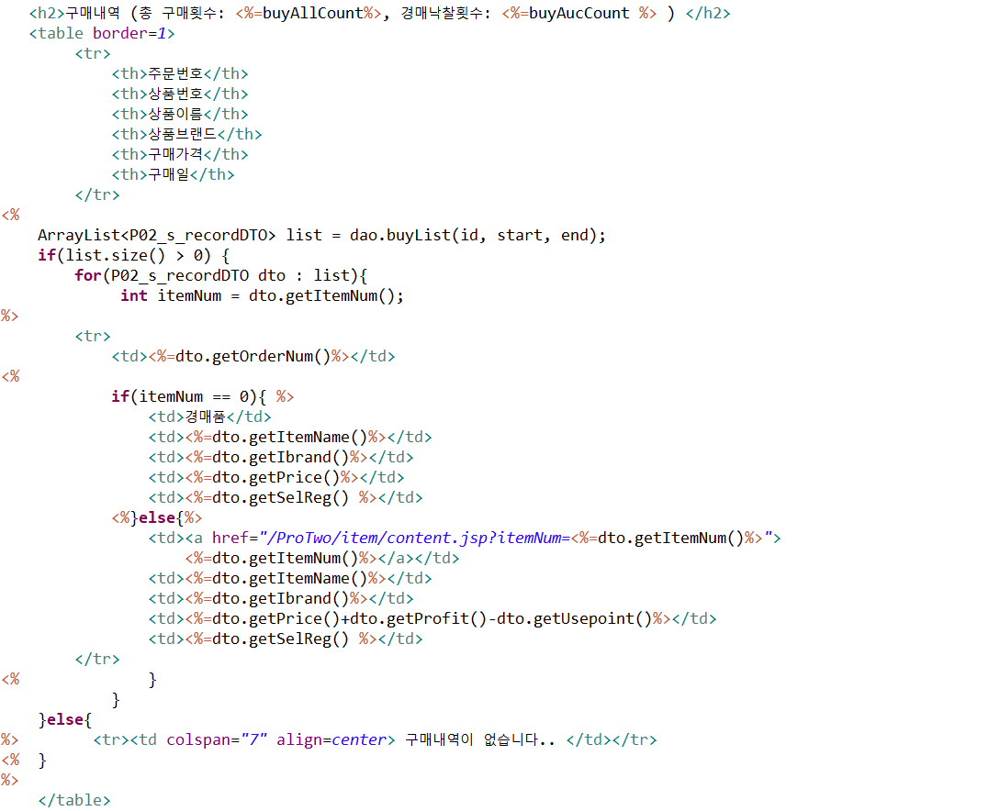 <h2>구매내역 (총 구매횟수: <%=buyAllCount%>, 경매낙찰횟수: <%=buyAucCount %> ) </h2>
<table border=1>
<tr>
<th>주문번호</th>
<th>상품번호</th>
<th>상품이름</th>
<th>상품브랜드</th>
<th>구매가격</th>
<th>구매일</th>
</tr>
<%
ArrayList<P02_s_recordDTO> list = dao.buyList(id, start, end);
if(list.size() > 0) {
for(P02_s_recordDTO dto : list){
int itemNum = dto.getItemNum();
%>
<tr>
<td><%=dto.getOrderNum()%></td>
<%
if(itemNum == 0){ %>
<td>경매품</td>
<td><%=dto.getItemName()%></td>
<td><%=dto.getIbrand()%></td>
<td><%=dto.getPrice()%></td>
<td><%=dto.getSelReg() %></td>
<%}else{%>
<td><a href="/ProTwo/item/content.jsp?itemNum=<%=dto.getItemNum()%>">
<%=dto.getItemNum()%></a></td>
<td><%=dto.getItemName()%></td>
<td><%=dto.getIbrand()%></td>
<td><%=dto.getPrice()+dto.getProfit()-dto.getUsepoint()%></td>
<td><%=dto.getSelReg() %></td>
</tr>
<% }
}
}else{
%> <tr><td colspan="7" align=center> 구매내역이 없습니다.. </td></tr>
<% }
%>
</table>